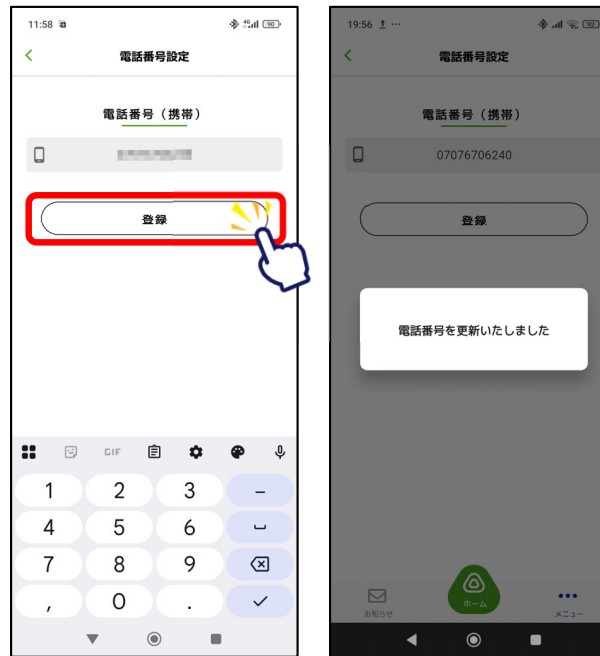 11:58
4G
90
電話番号設定
電話番号（携帯）
登録
GIF
1 2 3 −
4 5 6
7 8 9
, 0 .
19:56
92
電話番号設定
電話番号（携帯）
07076706240
登録
電話番号を更新いたしました
お知らせ
ホーム
メニュー